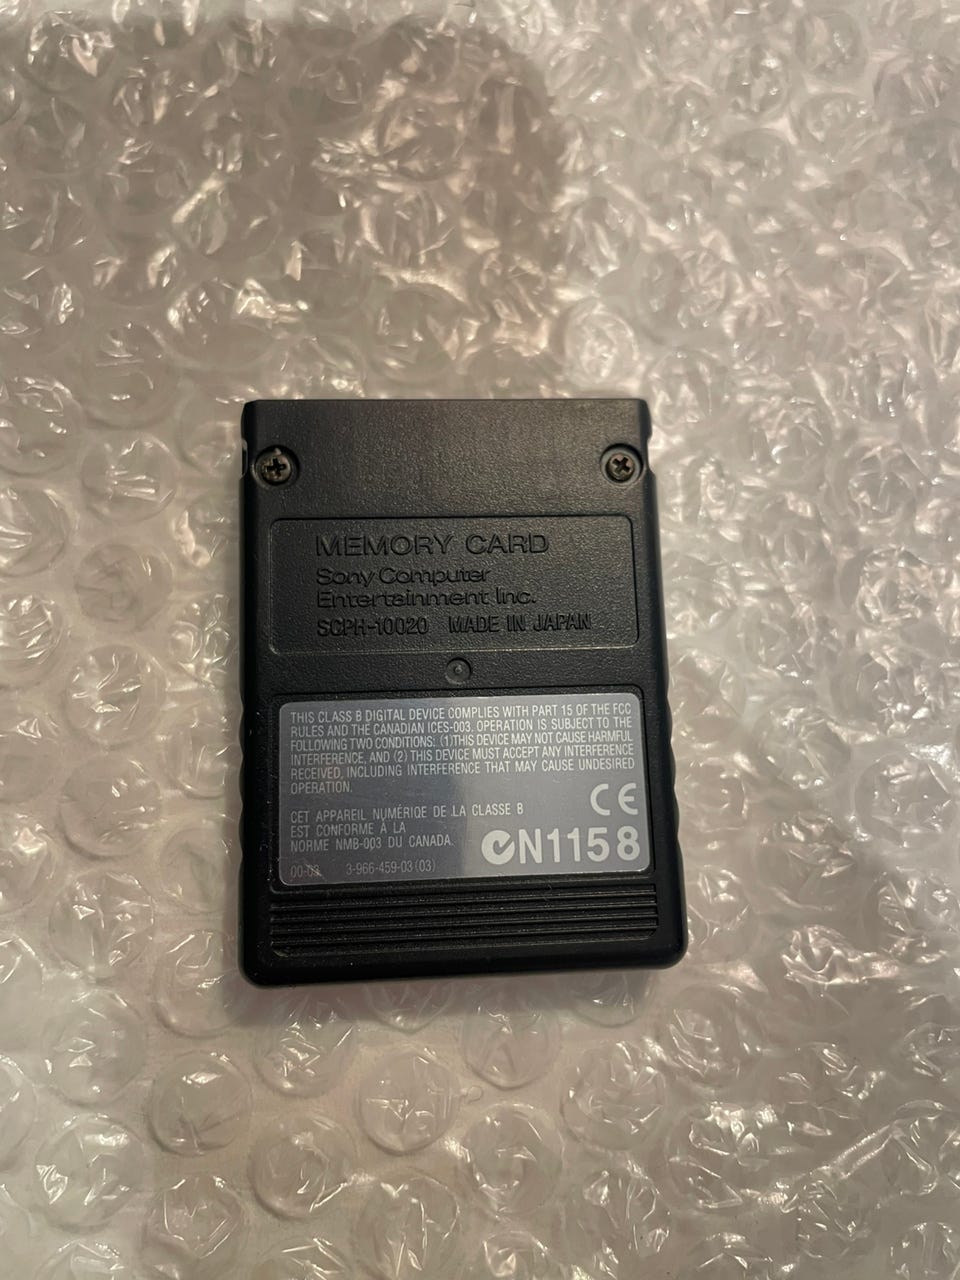 MEMORY CARD
Sony Computer
Entertainment Inc.
SCPH-10020 MADE IN JAPAN
THIS CLASS B DIGITAL DEVICE COMPLIES WITH PART 15 OF THE FCC
RULES AND THE CANADIAN ICES-003. OPERATION IS SUBJECT TO THE
FOLLOWING TWO CONDITIONS: (1)THIS DEVICE MAY NOT CAUSE HARMFUL
INTERFERENCE, AND (2) THIS DEVICE MUST ACCEPT ANY INTERFERENCE
RECEIVED, INCLUDING INTERFERENCE THAT MAY CAUSE UNDESIRED
OPERATION.
CE
CET APPAREIL NUMÉRIQE DE LA CLASSE B
EST CONFORME À LA
NORME NMB-003 DU CANADA.
N1158
00-03 3-966-459-03(03)